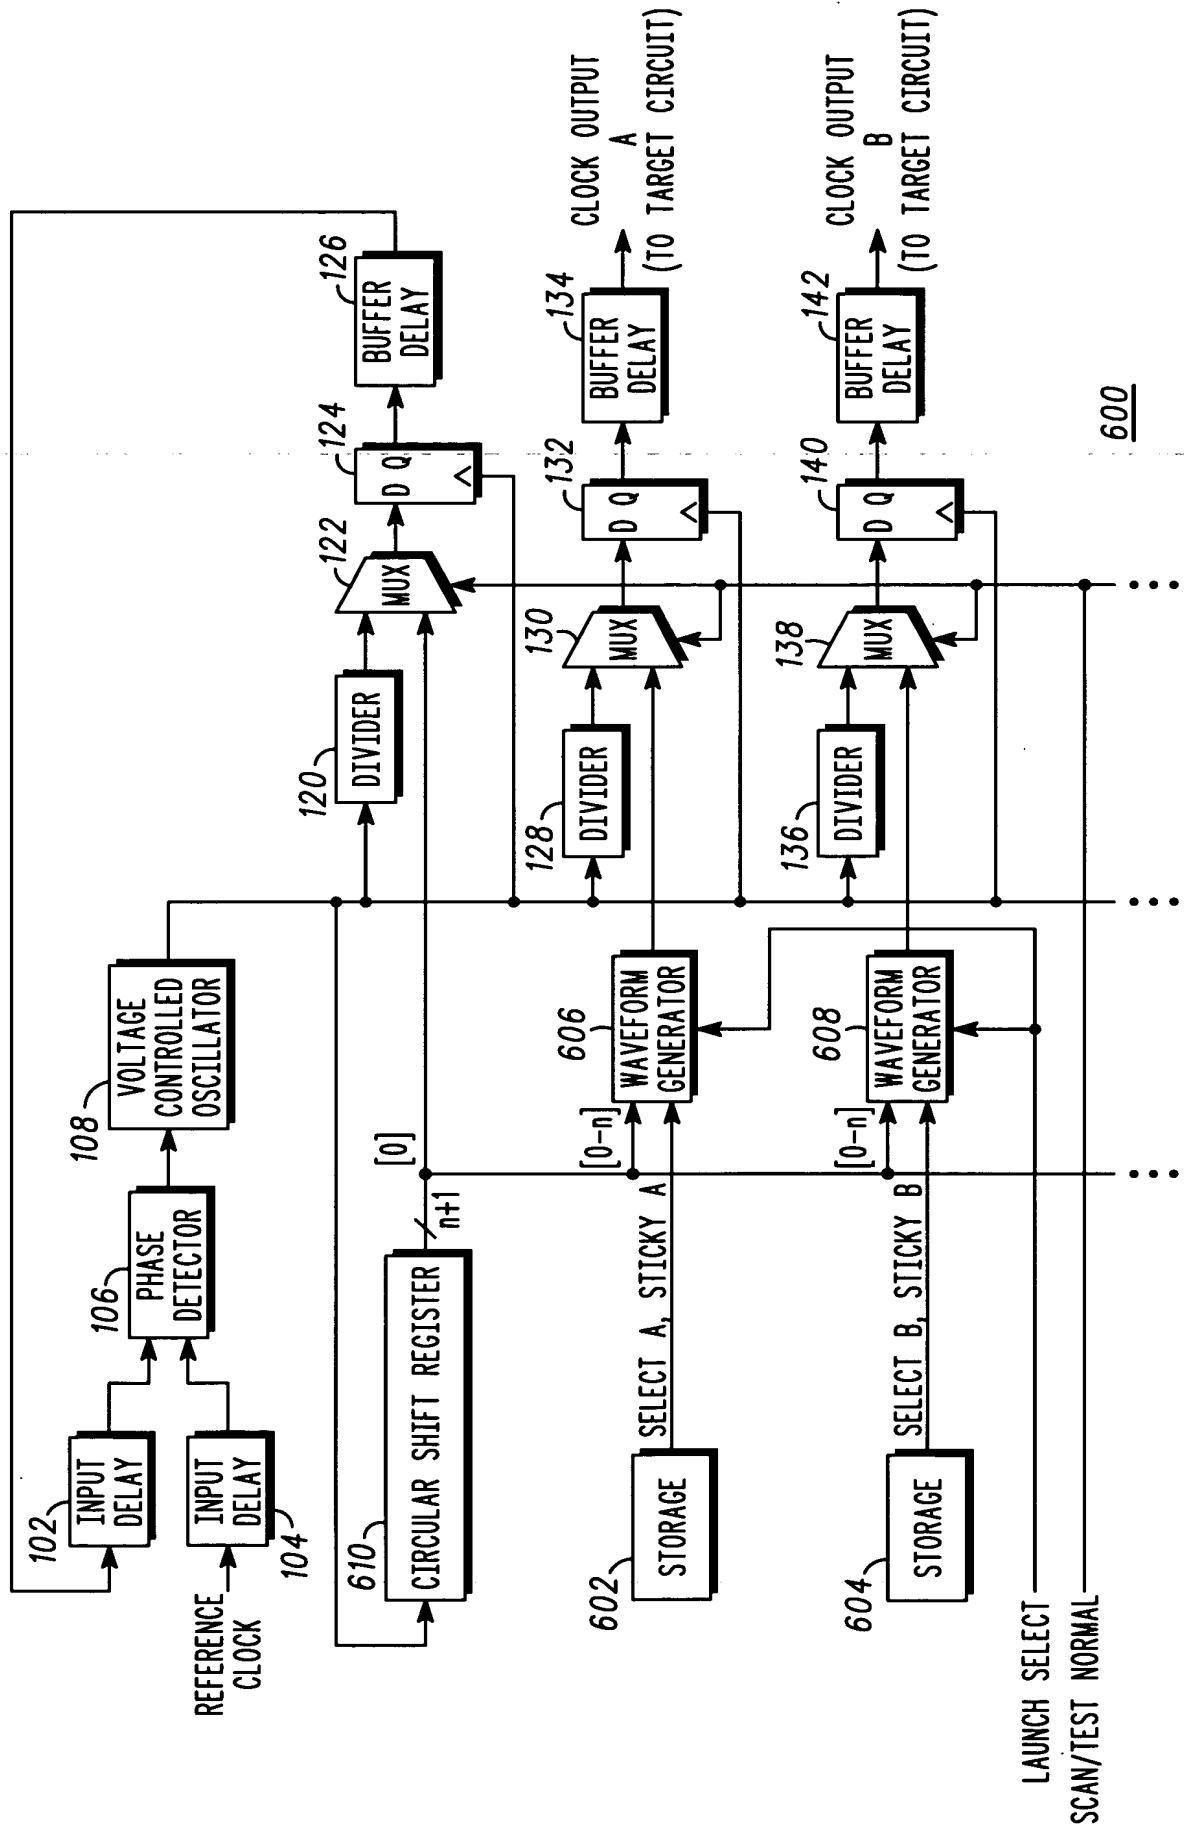 102
INPUT
DELAY
REFERENCE
CLOCK
INPUT
DELAY
104
106
PHASE
DETECTOR
108
VOLTAGE
CONTROLLED
OSCILLATOR
610
CIRCULAR SHIFT REGISTER
n+1
[0]
120
DIVIDER
122
MUX
124
D Q
126
BUFFER
DELAY
602
STORAGE
SELECT A, STICKY A
[0-n]
606
WAVEFORM
GENERATOR
128
DIVIDER
130
MUX
132
D Q
134
BUFFER
DELAY
CLOCK OUTPUT
A
(TO TARGET CIRCUIT)
604
STORAGE
SELECT B, STICKY B
[0-n]
608
WAVEFORM
GENERATOR
136
DIVIDER
138
MUX
140
D Q
142
BUFFER
DELAY
CLOCK OUTPUT
B
(TO TARGET CIRCUIT)
LAUNCH SELECT
SCAN/TEST NORMAL
600